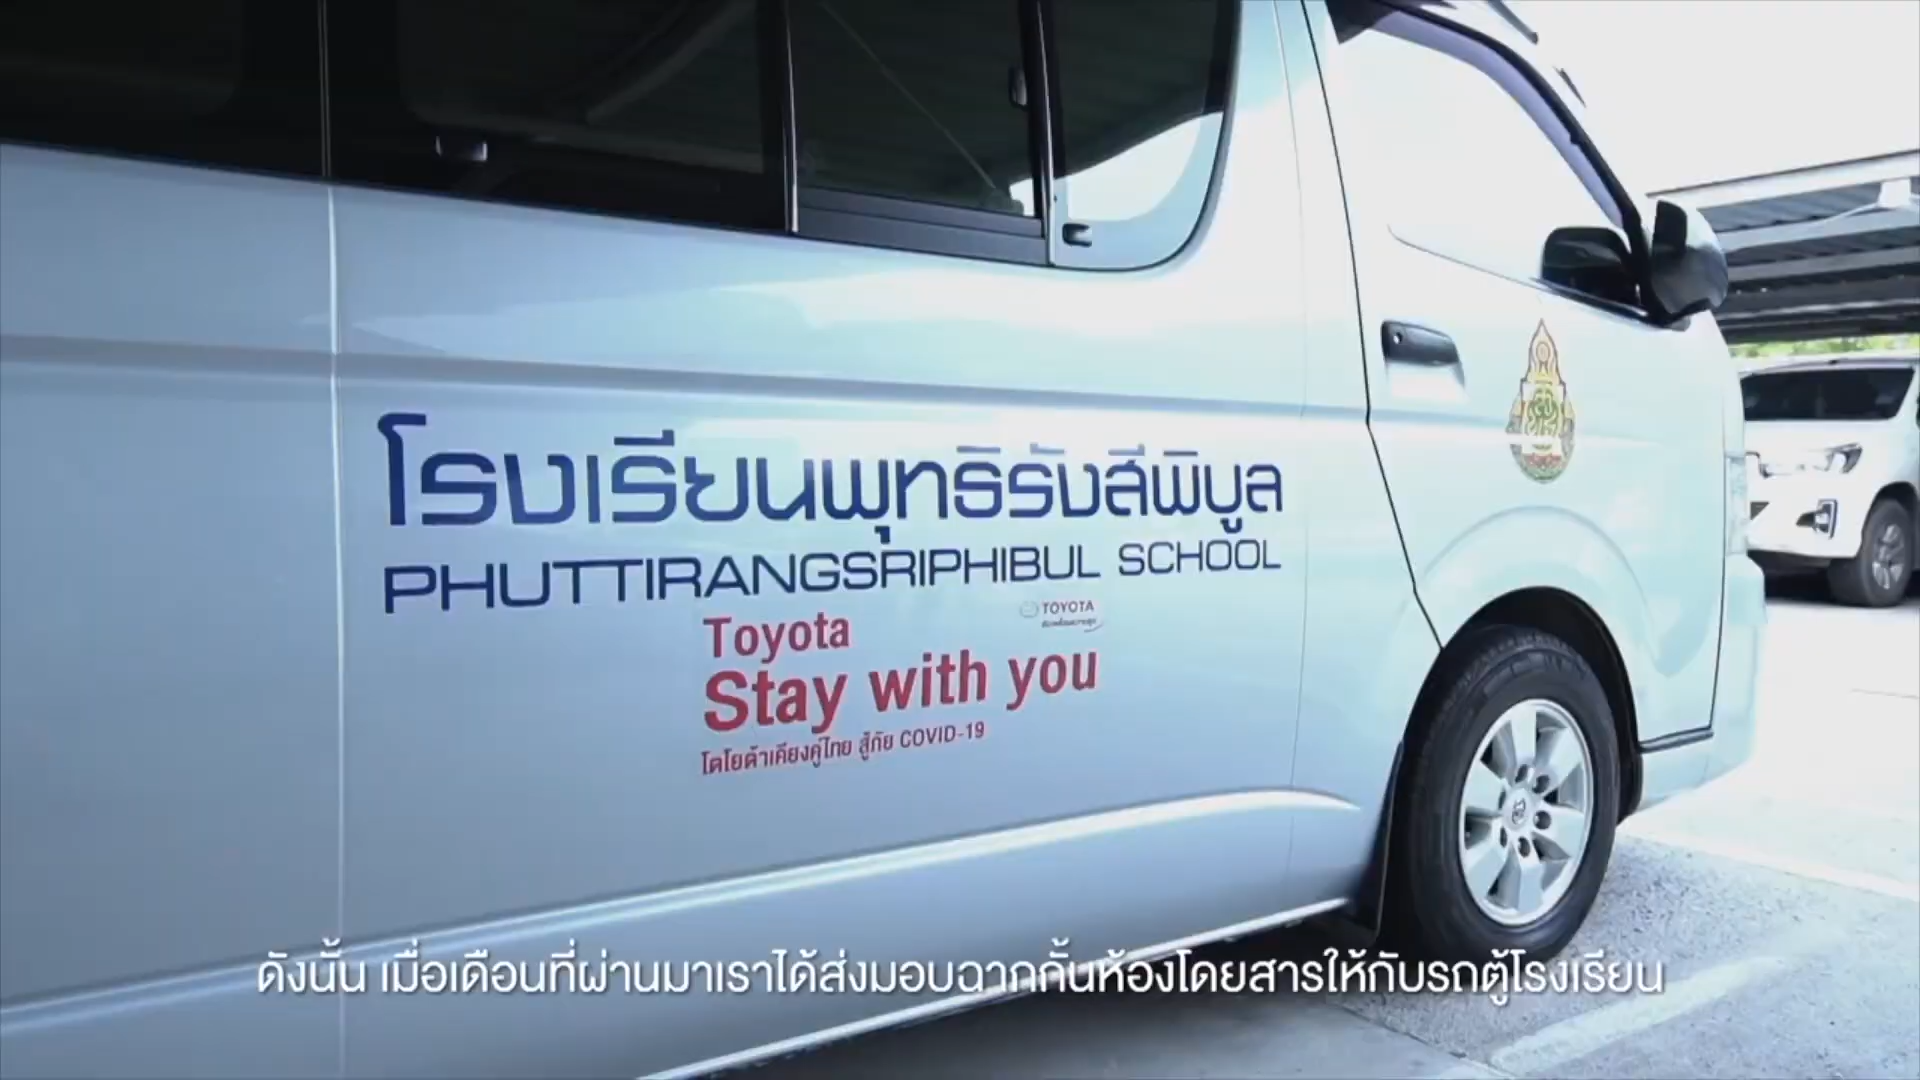 โรงเรียนพุทธิรังสีพิบูล
PHUTTIRANGSRIPHIBUL SCHOOL
TOYOTA
Toyota
Stay with you
โตโยต้าเคียงคู่ไทย สู้ภัย COVID-19
ดังนั้น เมื่อเดือนที่ผ่านมาเราได้ส่งมอบฉากกั้นห้องโดยสารให้กับรถตู้โรงเรียน